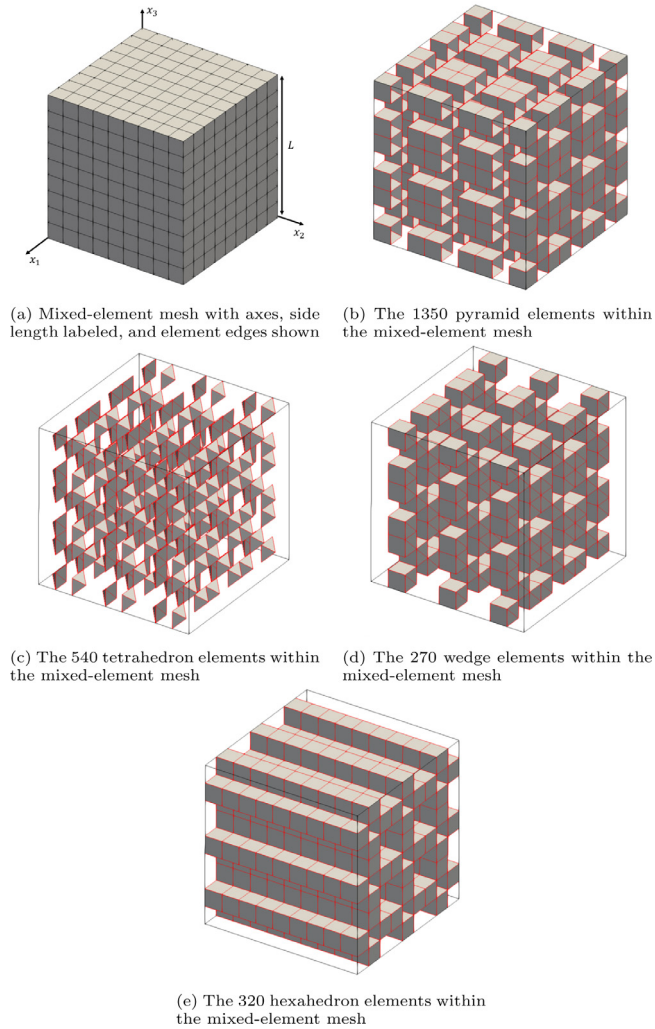 x₃
L
x₁
x₂
(a) Mixed-element mesh with axes, side
length labeled, and element edges shown
(b) The 1350 pyramid elements within
the mixed-element mesh
(c) The 540 tetrahedron elements within
the mixed-element mesh
(d) The 270 wedge elements within the
mixed-element mesh
(e) The 320 hexahedron elements within
the mixed-element mesh